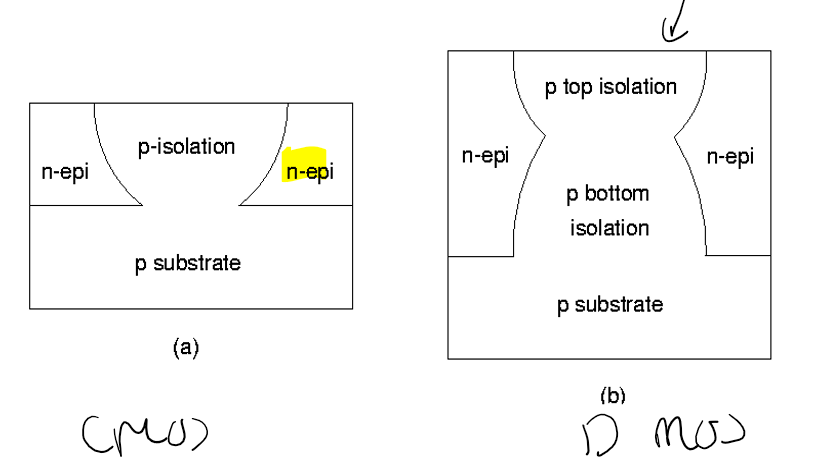 p-isolation
n-epi
n-epi
p substrate
(a)
CMOS
p top isolation
n-epi
n-epi
p bottom
isolation
p substrate
(b)
D MOS